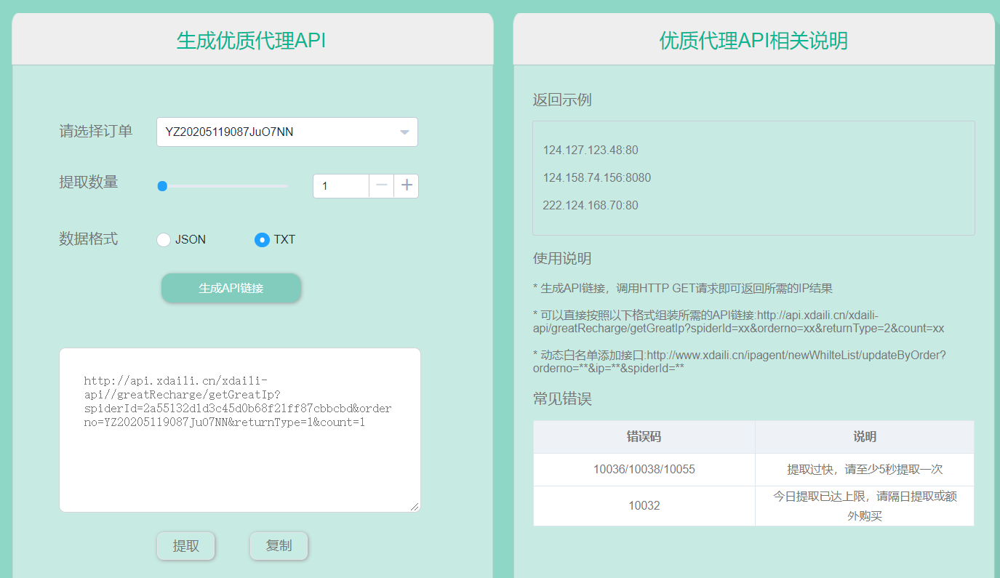 生成优质代理API
请选择订单
YZ20205119087JuO7NN
提取数量
1
数据格式
JSON
TXT
生成API链接
http://api.xdaili.cn/xdaili-
api//greatRecharge/getGreatIp?
spiderId=2a55132d1d3c45d0b68f21ff87cbbcbd&order
no=YZ20205119087JuO7NN&returnType=1&count=1
提取
复制
优质代理API相关说明
返回示例
124.127.123.48:80
124.158.74.156:8080
222.124.168.70:80
使用说明
* 生成API链接，调用HTTP GET请求即可返回所需的IP结果
* 可以直接按照以下格式组装所需的API链接:http://api.xdaili.cn/xdaili-
api/greatRecharge/getGreatIp?spiderId=xx&orderno=xx&returnType=2&count=xx
* 动态白名单添加接口:http://www.xdaili.cn/ipagent/newWhilteList/updateByOrder?
orderno=**&ip=**&spiderId=**
常见错误
错误码 说明
10036/10038/10055 提取过快，请至少5秒提取一次
10032 今日提取已达上限，请隔日提取或额
外购买